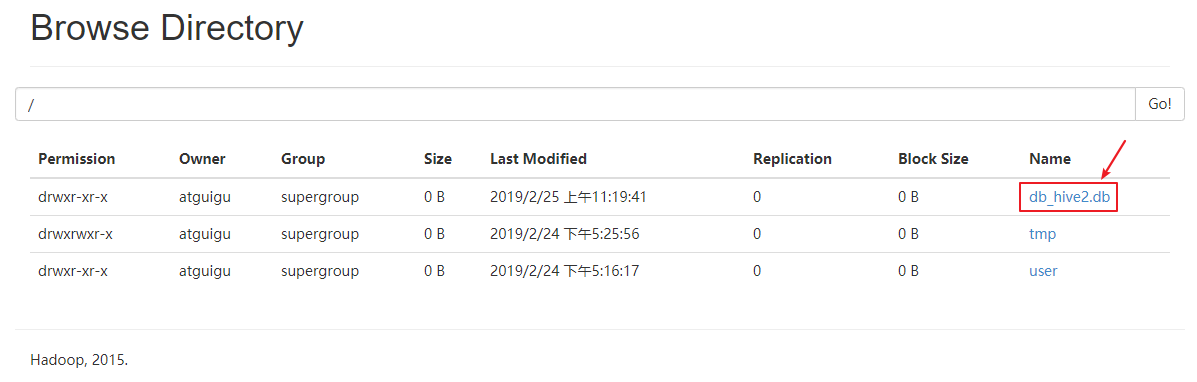 Browse Directory
/ Go!
Permission Owner Group Size Last Modified Replication Block Size Name
drwxr-xr-x atguigu supergroup 0 B 2019/2/25 上午11:19:41 0 0 B db_hive2.db
drwxrwxr-x atguigu supergroup 0 B 2019/2/24 下午5:25:56 0 0 B tmp
drwxr-xr-x atguigu supergroup 0 B 2019/2/24 下午5:16:17 0 0 B user
Hadoop, 2015.